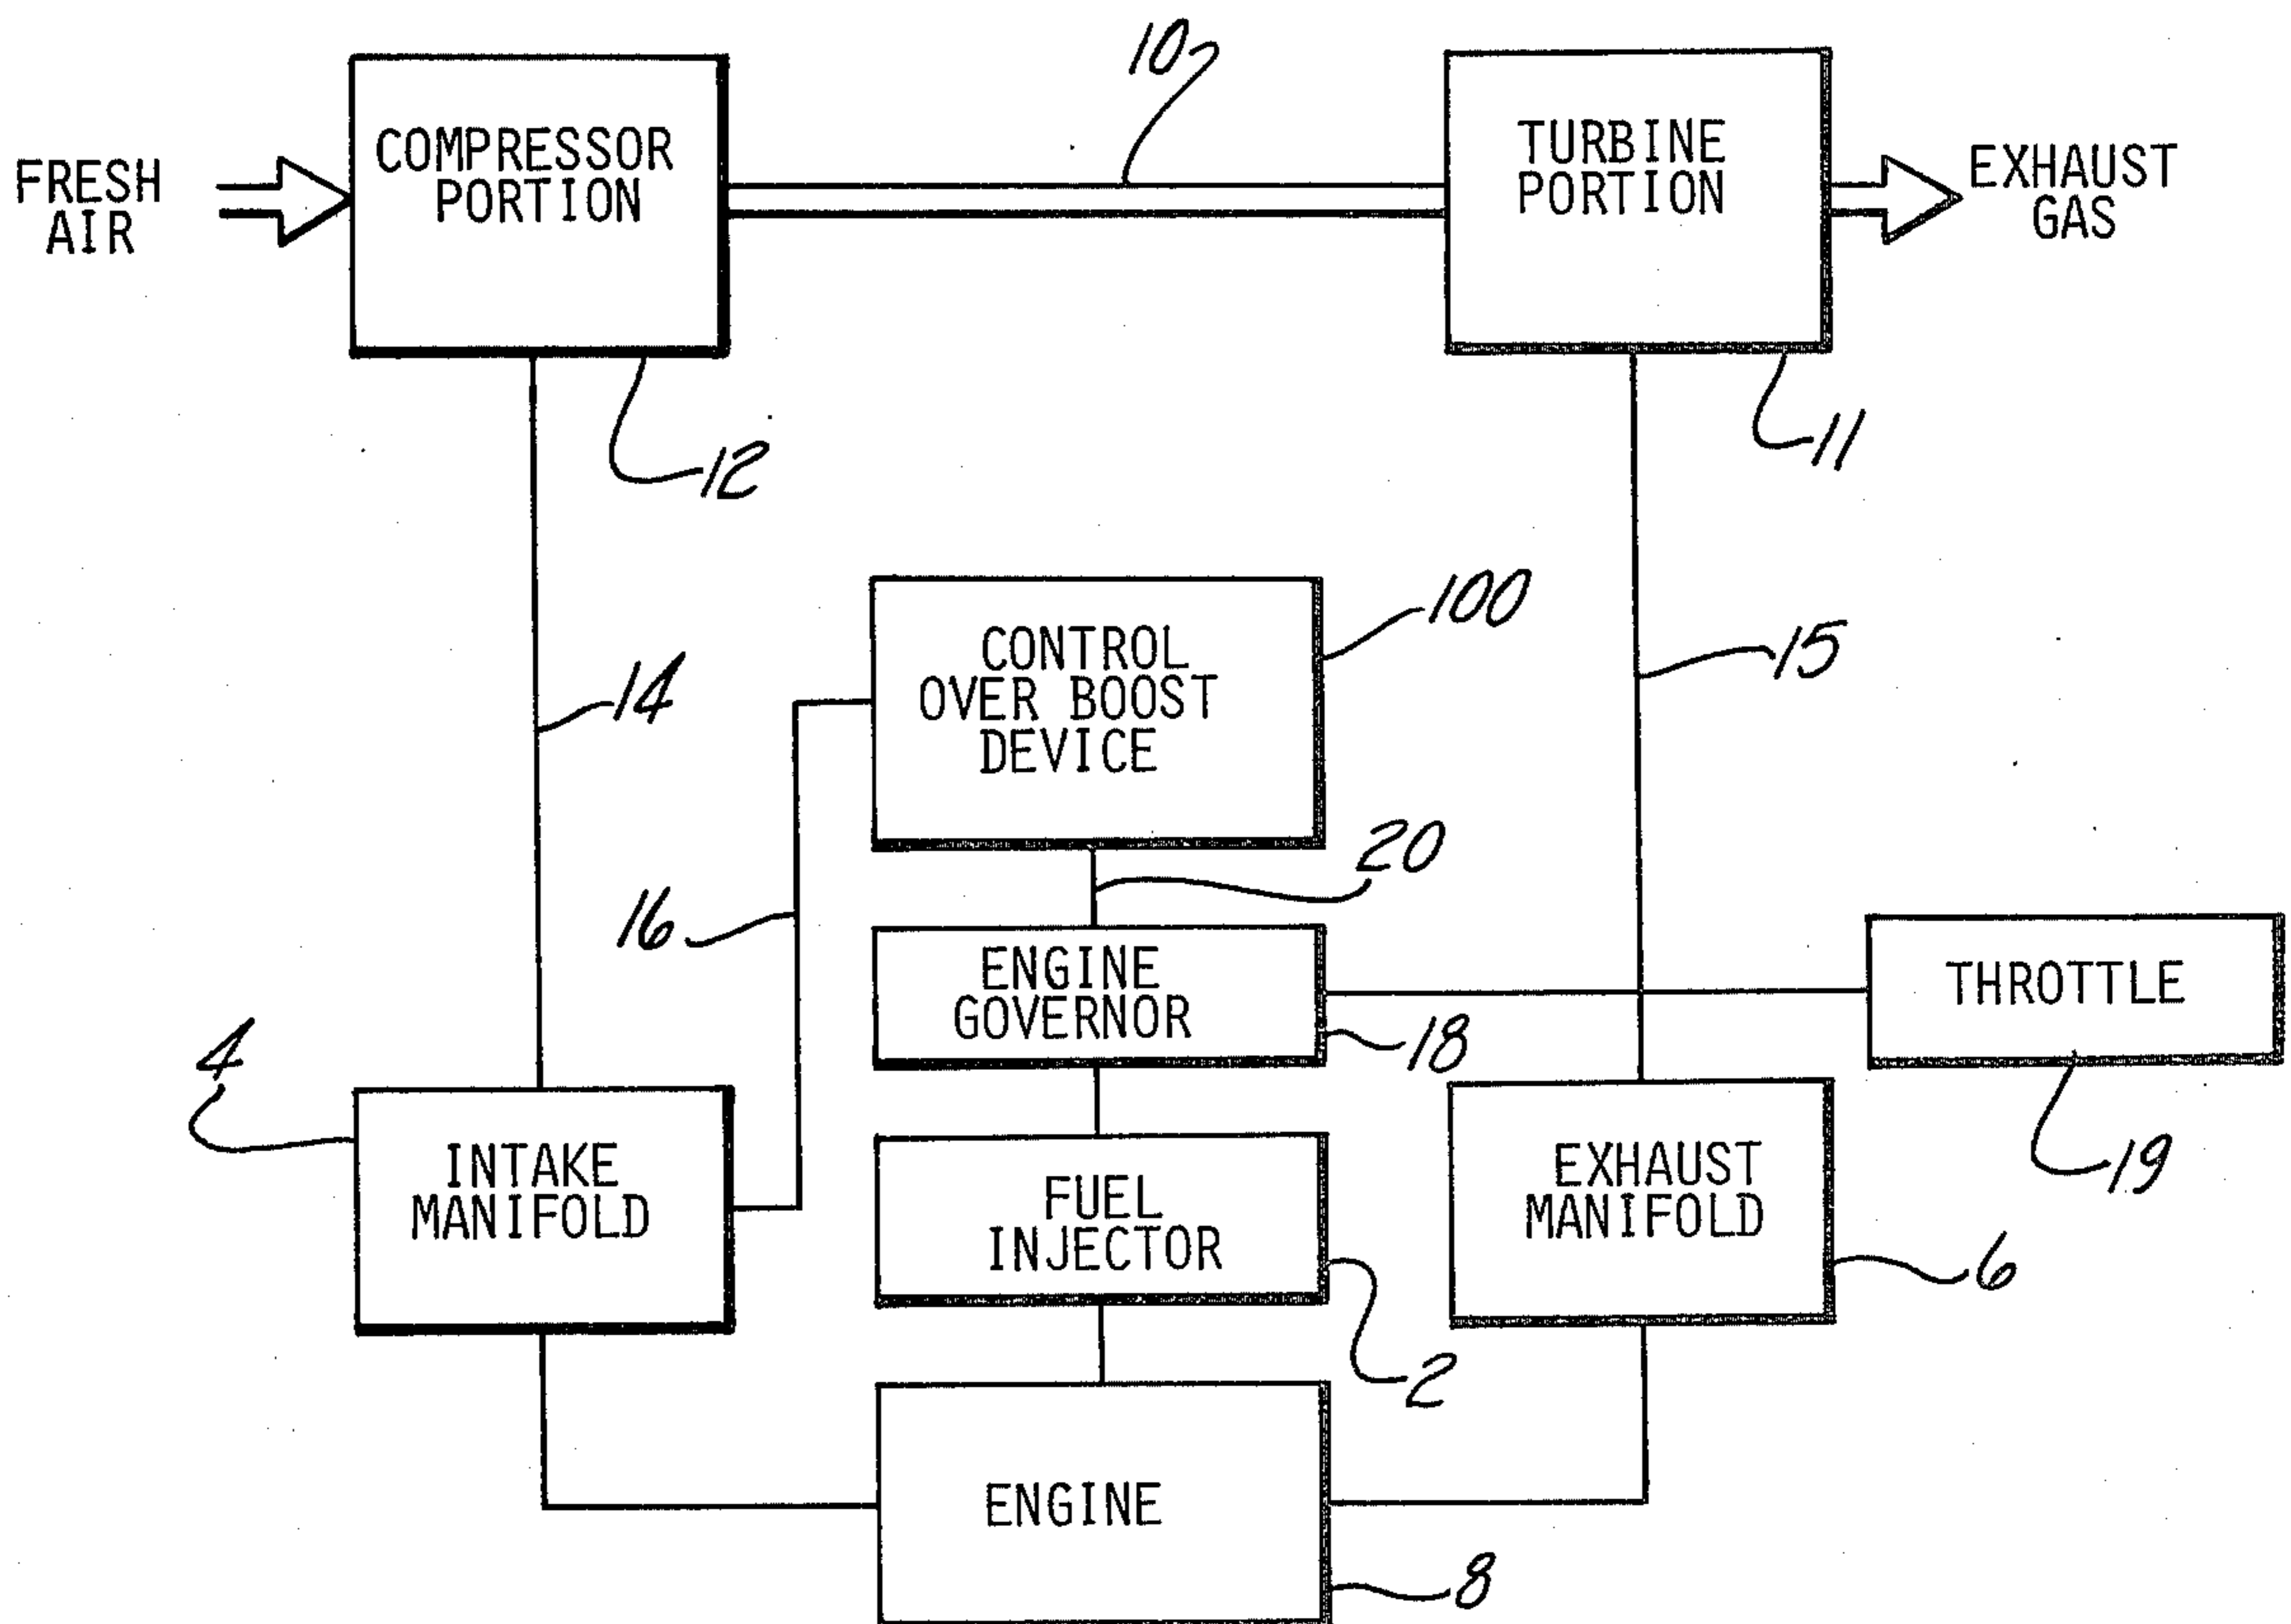 10
COMPRESSOR
PORTION
TURBINE
PORTION
FRESH
AIR
EXHAUST
GAS
12
11
100
CONTROL
OVER BOOST
DEVICE
15
14
20
16
ENGINE
GOVERNOR
THROTTLE
18
4
19
INTAKE
MANIFOLD
FUEL
INJECTOR
EXHAUST
MANIFOLD
6
2
ENGINE
8